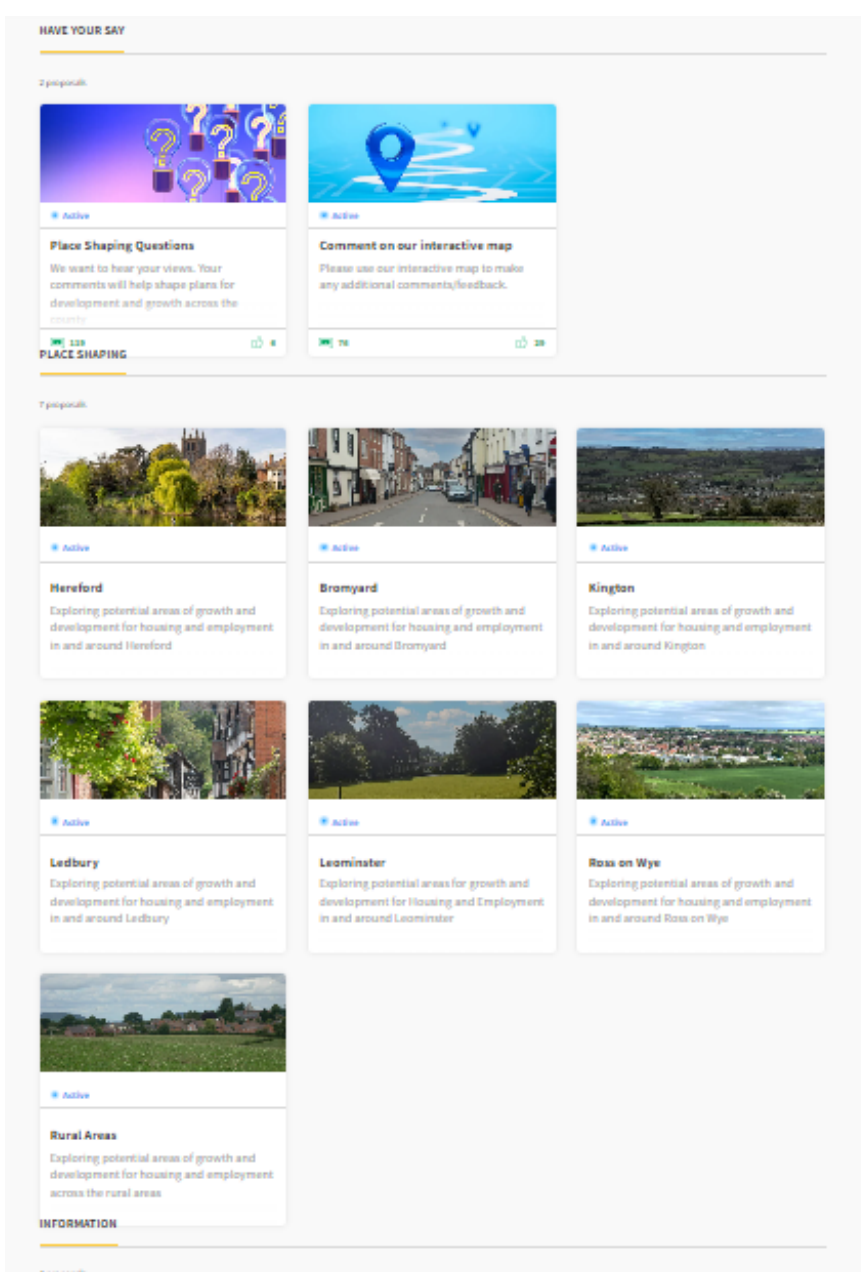 HAVE YOUR SAY
2 proposals
Active
Place Shaping Questions
We want to hear your views. Your
comments will help shape plans for
development and growth across the
county
Active
Comment on our interactive map
Please use our interactive map to make
any additional comments/feedback.
PLACE SHAPING
7 proposals
Active
Hereford
Exploring potential areas of growth and
development for housing and employment
in and around Hereford
Active
Bromyard
Exploring potential areas of growth and
development for housing and employment
in and around Bromyard
Active
Kington
Exploring potential areas of growth and
development for housing and employment
in and around Kington
Active
Ledbury
Exploring potential areas of growth and
development for housing and employment
in and around Ledbury
Active
Leominster
Exploring potential areas for growth and
development for Housing and Employment
in and around Leominster
Active
Ross on Wye
Exploring potential areas of growth and
development for housing and employment
in and around Ross on Wye
Active
Rural Areas
Exploring potential areas of growth and
development for housing and employment
across the rural areas
INFORMATION